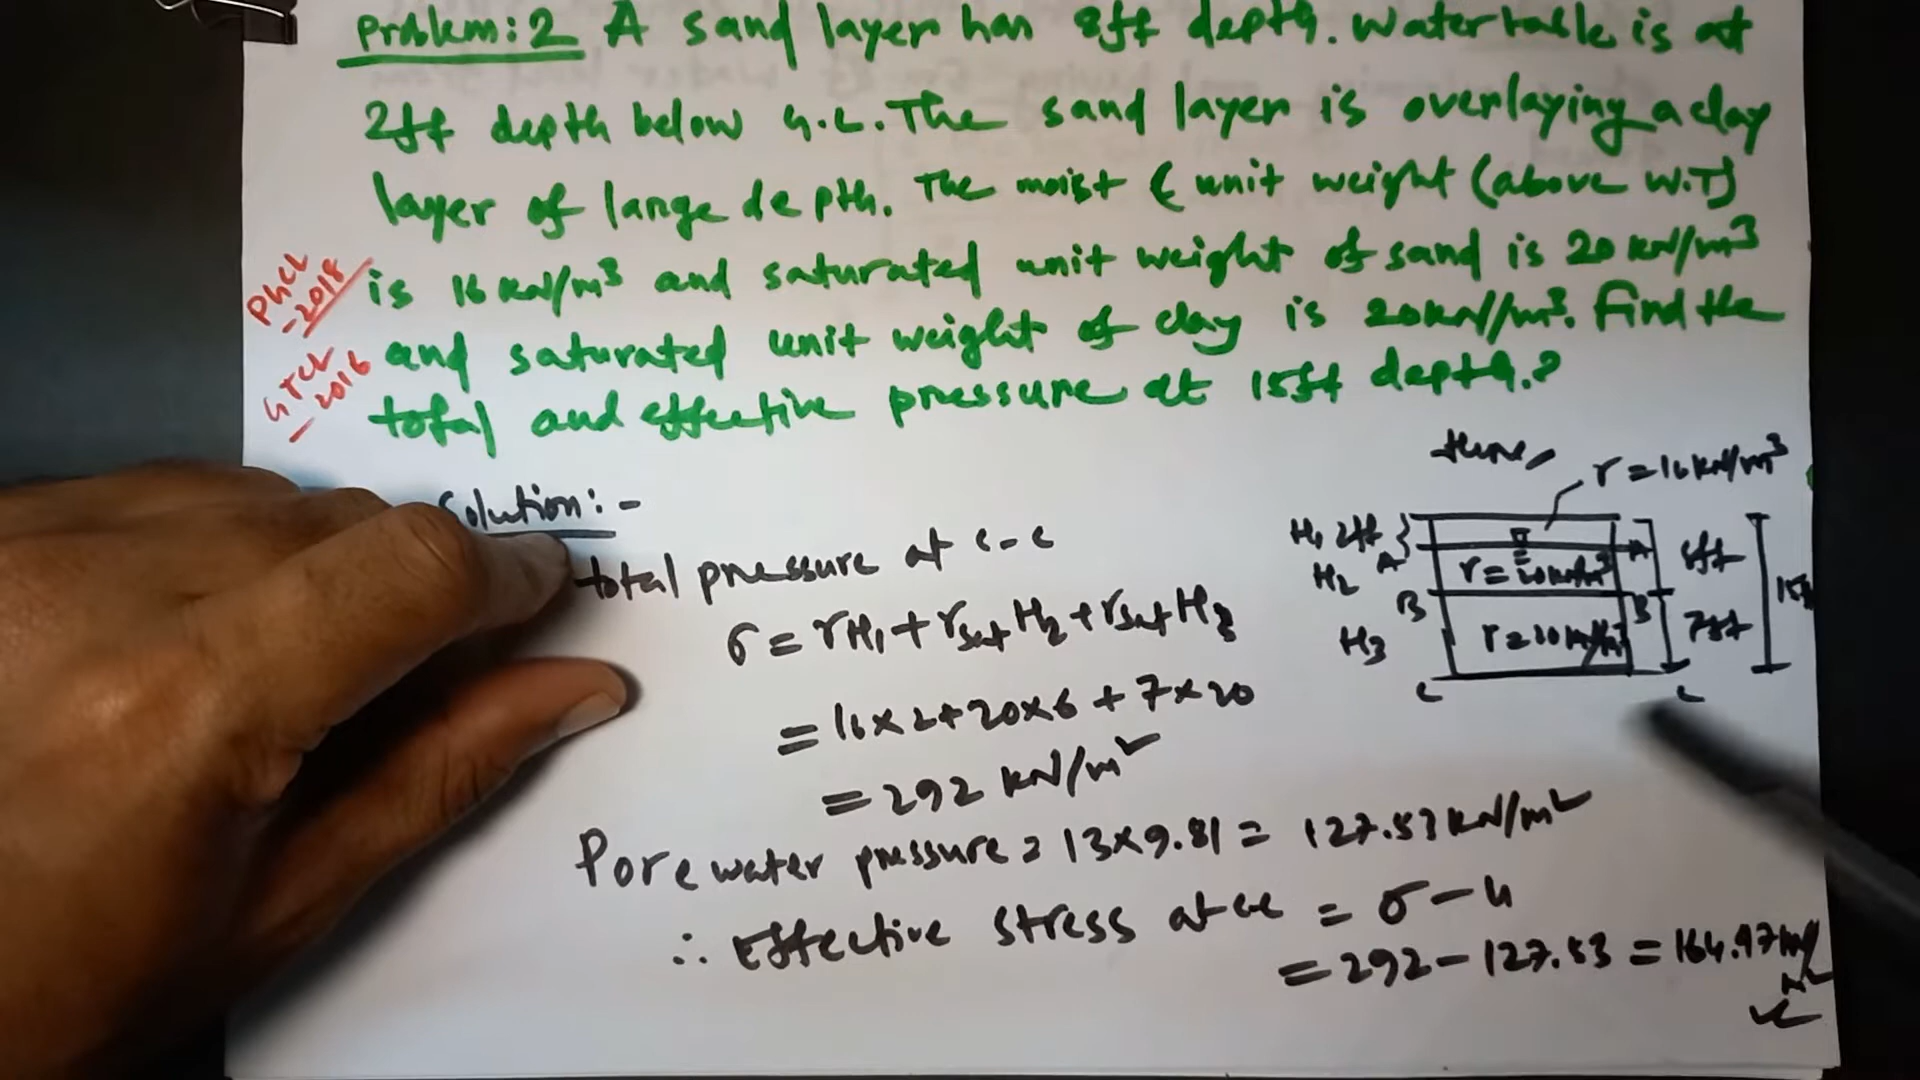 Problem: 2 A sand layer has 8ft depth. Water table is at
2ft depth below G.L. The sand layer is overlaying a clay
layer of large depth. The moist & unit weight (above W.T)
is 16 kN/m³ and saturated unit weight of sand is 20 kN/m³
and saturated unit weight of clay is 20kN/m³. Find the
total and effective pressure at 15ft depth.?
PGCL
-2018
GTCL
-2016
Solution:-
total pressure at c-c
σ = γH₁ + γsat H₂ + γsat H₃
= 16×2+20×6 + 7×20
= 292 kN/m²
Pore water pressure = 13×9.81 = 127.53 kN/m²
∴ Effective stress at cc = σ - u
= 292 - 127.53 = 164.47 kN/m²
Here,
γ = 16 kN/m³
H₁ 2ft
A A
H₂ γ = 20kN/m³ 8ft
B B 15ft
H₃ γ = 20 kN/m³ 7ft
C C